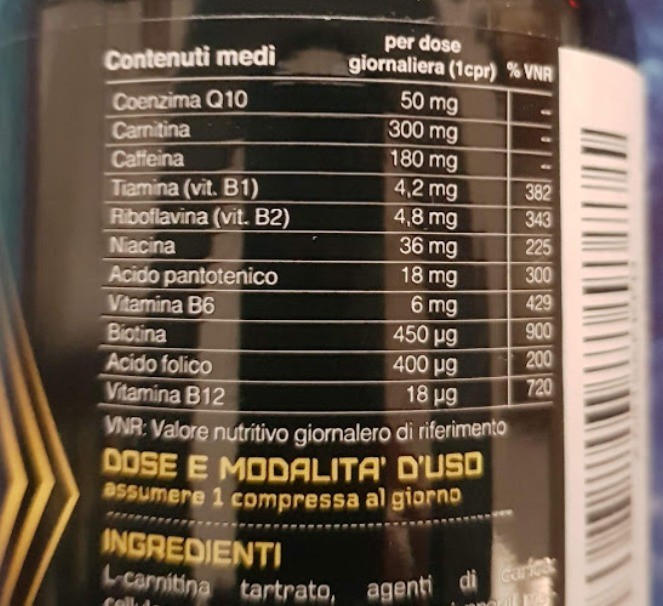 Contenuti medi per dose giornaliera (1cpr) % VNR
Coenzima Q10 50 mg --
Carnitina 300 mg --
Caffeina 180 mg --
Tiamina (vit. B1) 4,2 mg 382
Riboflavina (vit. B2) 4,8 mg 343
Niacina 36 mg 225
Acido pantotenico 18 mg 300
Vitamina B6 6 mg 429
Biotina 450 µg 900
Acido folico 400 µg 200
Vitamina B12 18 µg 720
VNR: Valore nutritivo giornalero di riferimento
DOSE E MODALITA' D'USO
assumere 1 compressa al giorno
INGREDIENTI
L-carnitina tartrato, agenti di carica: